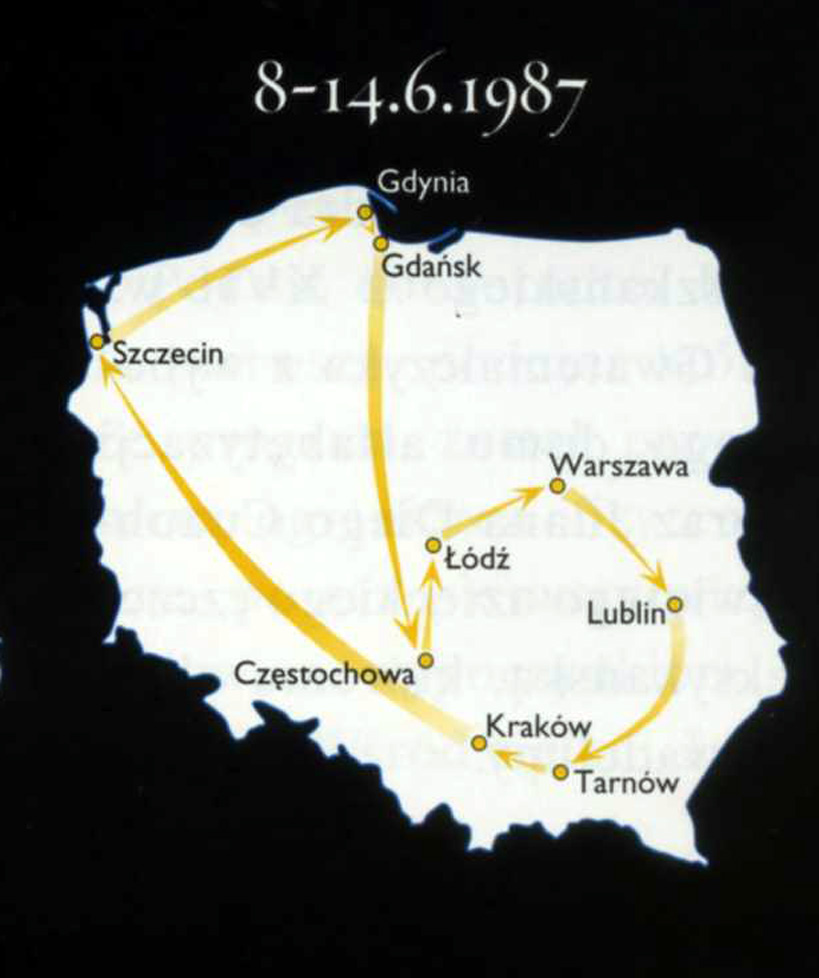 8-14.6.1987
Gdynia
Gdańsk
Szczecin
Warszawa
Łódź
Lublin
Częstochowa
Kraków
Tarnów